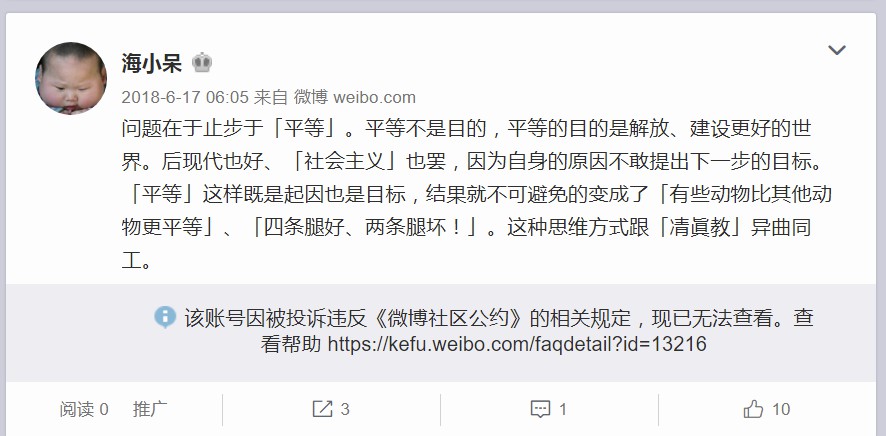 海小呆
2018-6-17 06:05 来自 微博 weibo.com
问题在于止步于「平等」。平等不是目的，平等的目的是解放、建设更好的世
界。后现代也好、「社会主义」也罢，因为自身的原因不敢提出下一步的目标。
「平等」这样既是起因也是目标，结果就不可避免的变成了「有些动物比其他动
物更平等」、「四条腿好、两条腿坏！」。这种思维方式跟「凊眞教」异曲同
工。
该账号因被投诉违反《微博社区公约》的相关规定，现已无法查看。查
看帮助 https://kefu.weibo.com/faqdetail?id=13216
阅读 0 推广 3 1 10